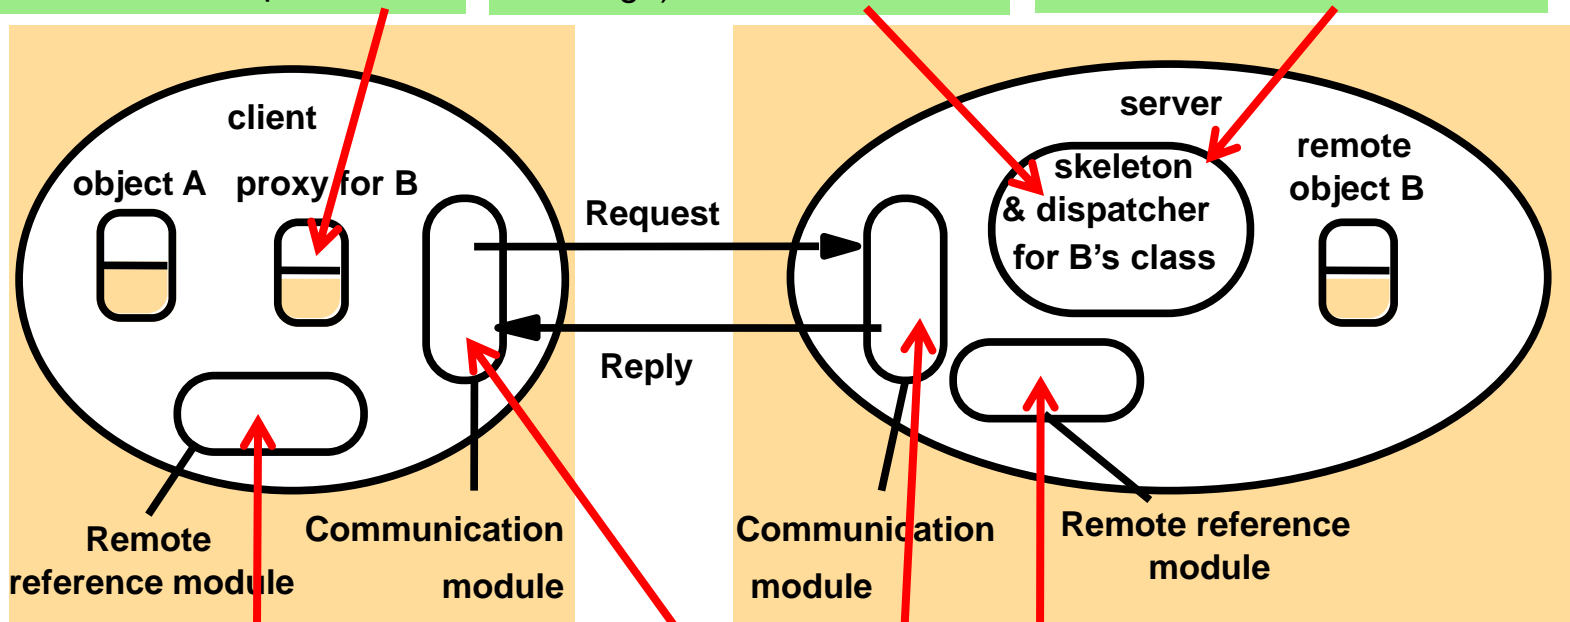 client
object A
proxy for B
Request
Reply
Remote
reference module
Communication
module
server
skeleton
& dispatcher
for B’s class
remote
object B
Communication
module
Remote reference
module